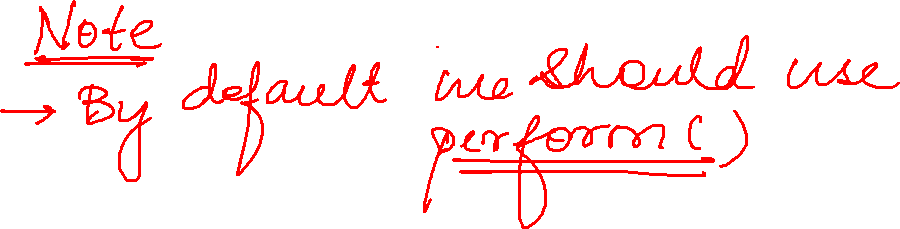 Note
→ By default we should use
perform()